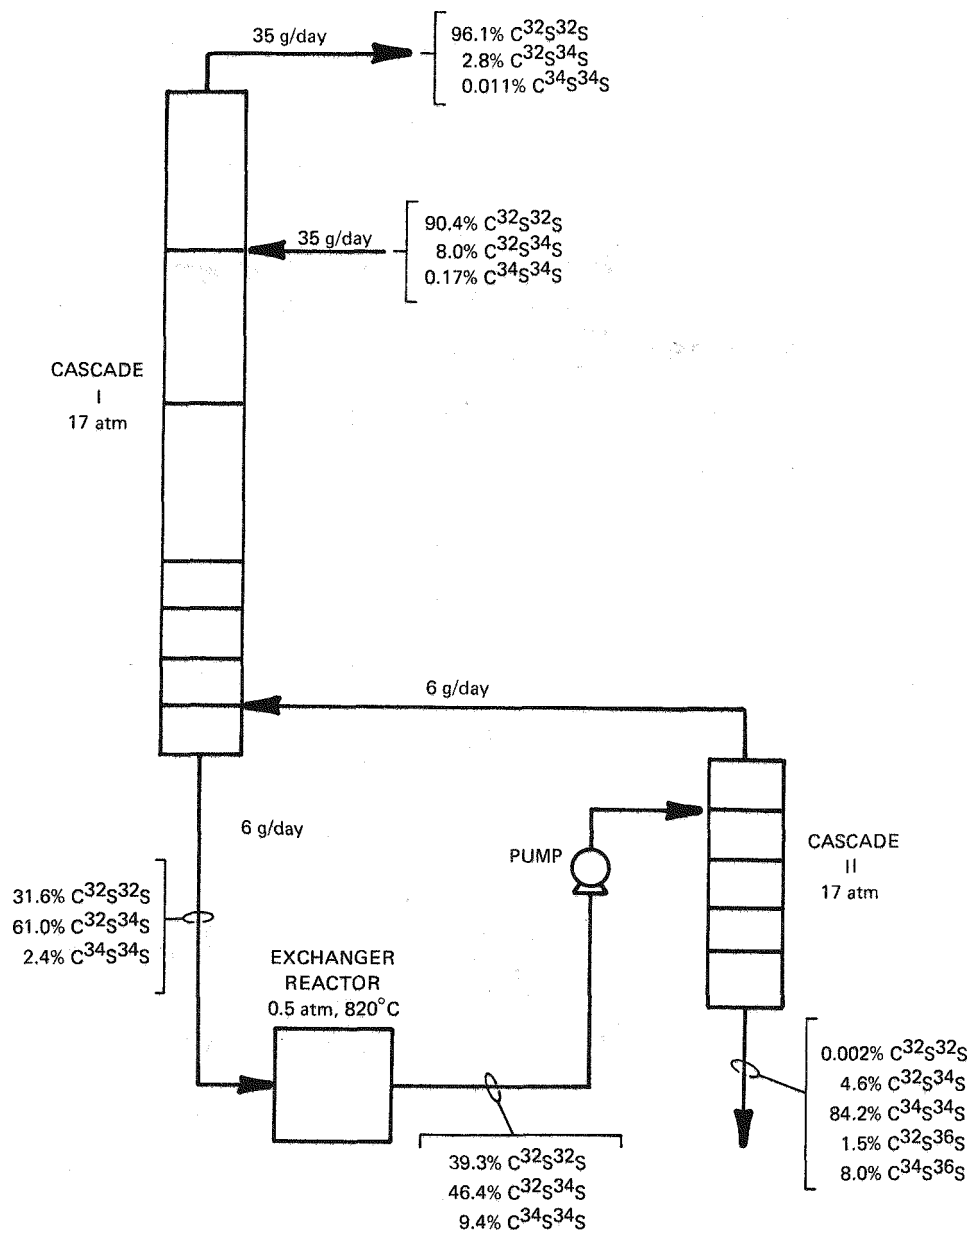 35 g/day
96.1% C³²S³²S
2.8% C³²S³⁴S
0.011% C³⁴S³⁴S
35 g/day
90.4% C³²S³²S
8.0% C³²S³⁴S
0.17% C³⁴S³⁴S
CASCADE
I
17 atm
6 g/day
6 g/day
31.6% C³²S³²S
61.0% C³²S³⁴S
2.4% C³⁴S³⁴S
PUMP
CASCADE
II
17 atm
EXCHANGER
REACTOR
0.5 atm, 820°C
39.3% C³²S³²S
46.4% C³²S³⁴S
9.4% C³⁴S³⁴S
0.002% C³²S³²S
4.6% C³²S³⁴S
84.2% C³⁴S³⁴S
1.5% C³²S³⁶S
8.0% C³⁴S³⁶S